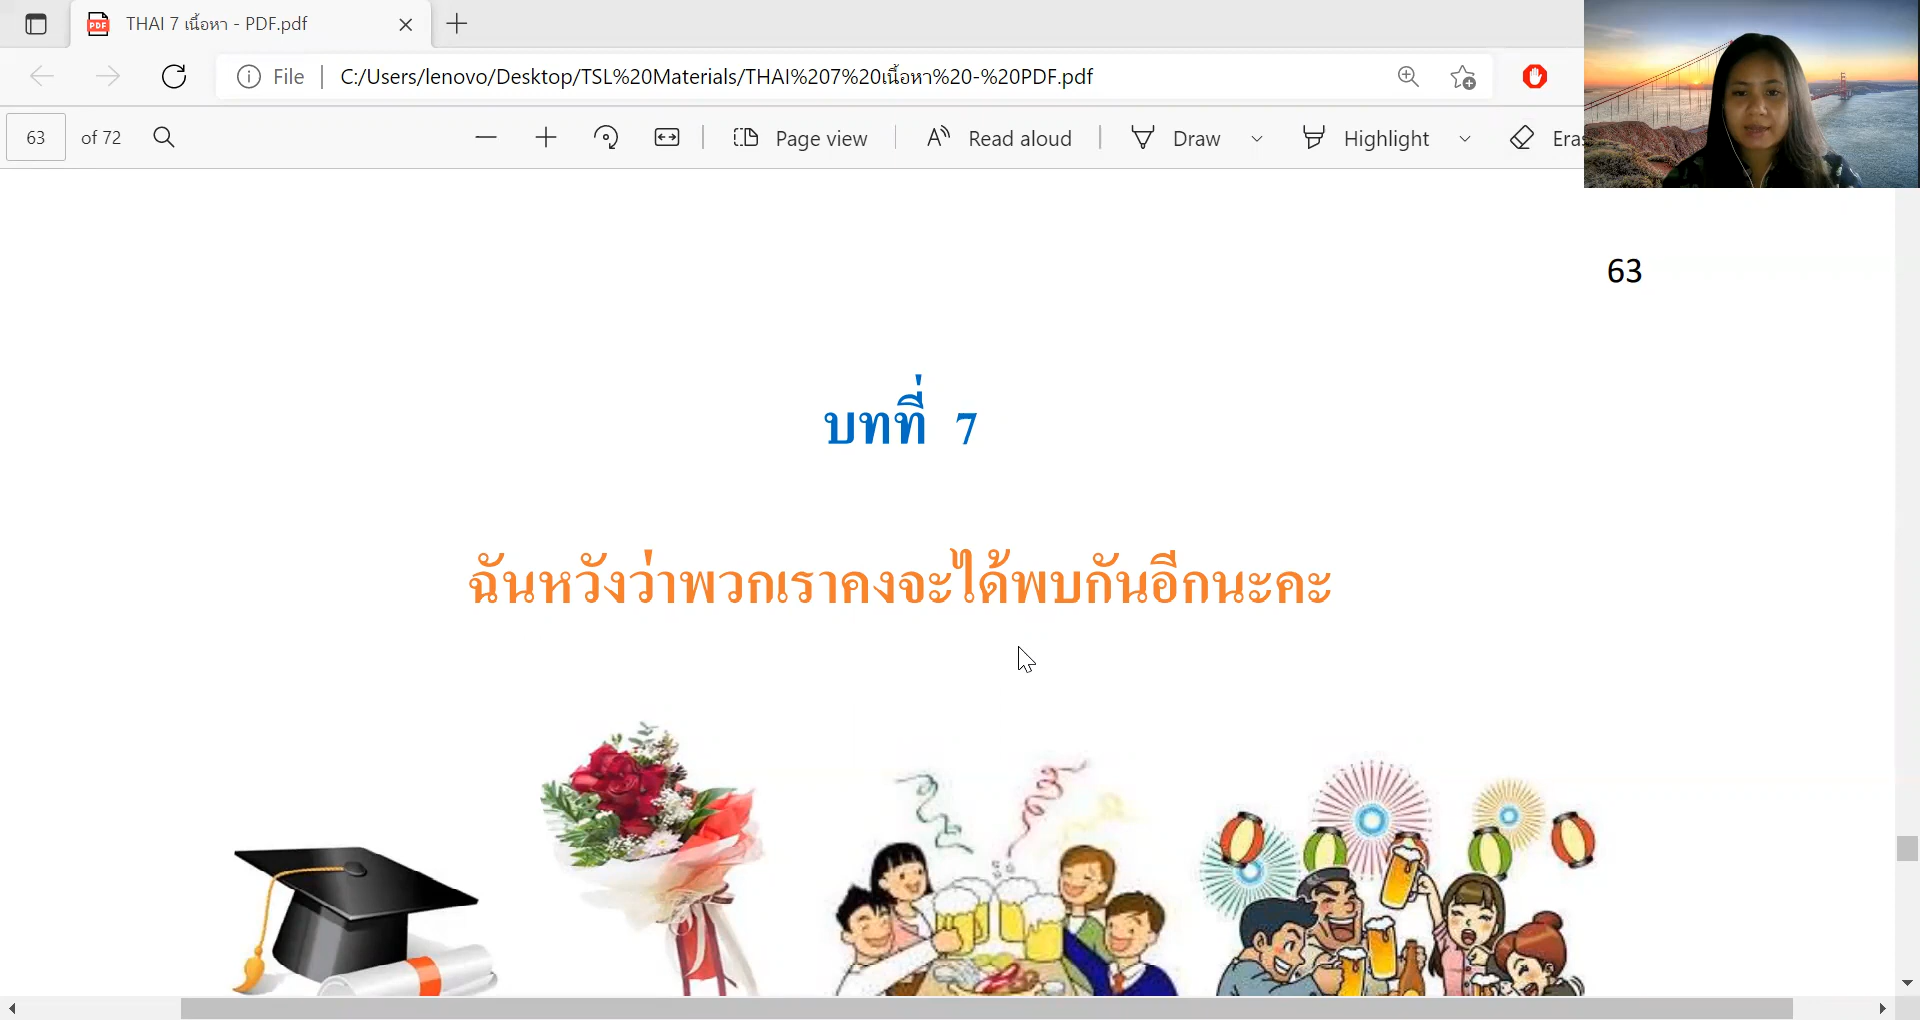 THAI 7 เนื้อหา - PDF.pdf
File C:/Users/lenovo/Desktop/TSL%20Materials/THAI%207%20เนื้อหา%20-%20PDF.pdf
63 of 72 Page view Read aloud Draw Highlight Eras
63
บทที่ 7
ฉันหวังว่าพวกเราคงจะได้พบกันอีกนะคะ